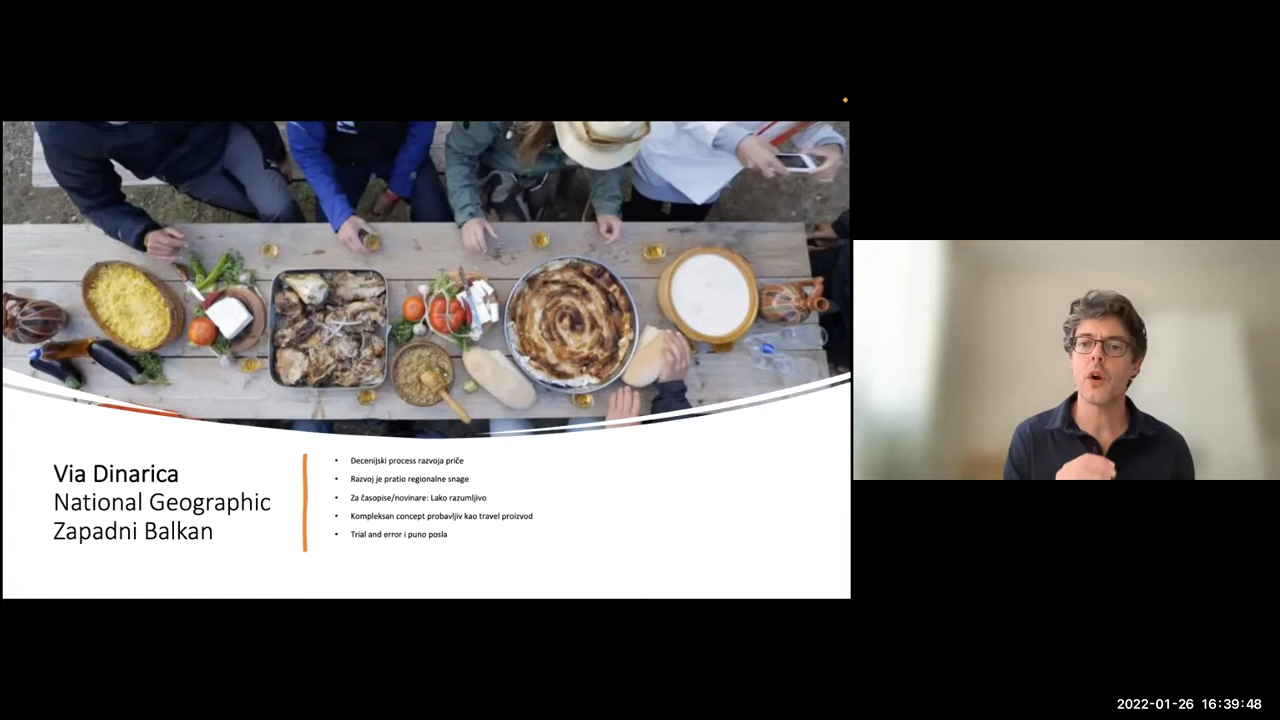 Via Dinarica
National Geographic
Zapadni Balkan
• Decenijski process razvoja priče
• Razvoj je pratio regionalne snage
• Za časopise/novinare: Lako razumljivo
• Kompleksan concept probavljiv kao travel proizvod
• Trial and error i puno posla
2022-01-26 16:39:48